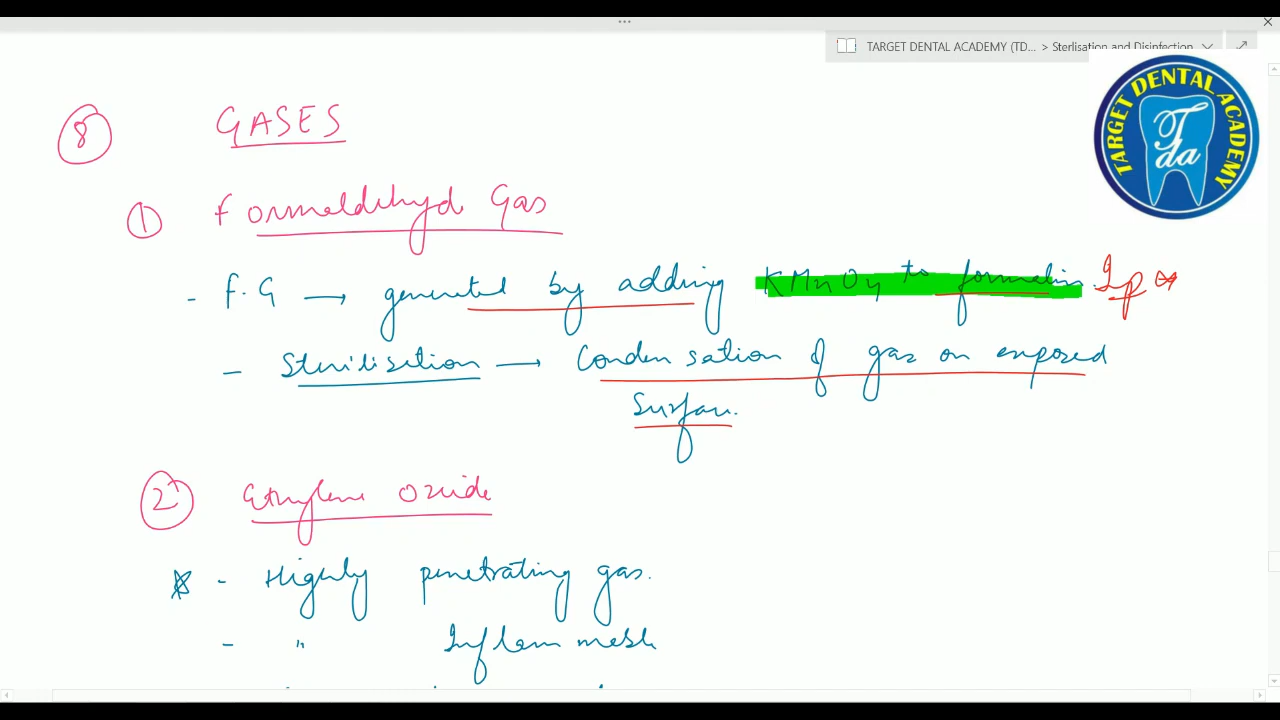 TARGET DENTAL ACADEMY (TD... > Sterlisation and Disinfection
TARGET DENTAL ACADEMY
Tda
8 GASES
1 Formaldehyd Gas
- F.G → generated by adding KMnO4 to formalin. Ip *
- Sterilisation → Condensation of gas on exposed
Surface.
2 Ethylene Oxide
* - Highly penetrating gas.
- " Inflammable